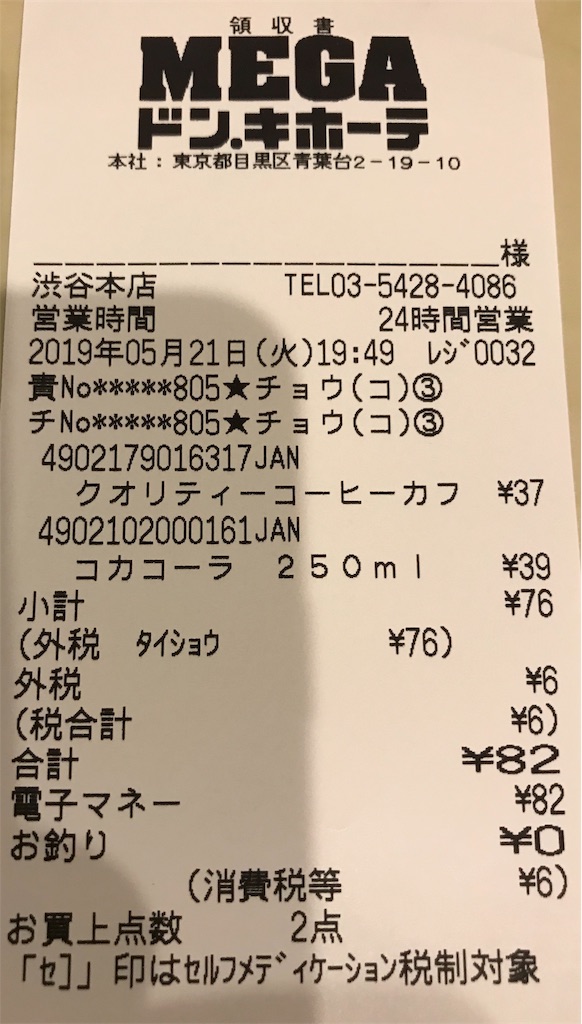 領収書
MEGA
ドン.キホーテ
本社：東京都目黒区青葉台2-19-10
様
渋谷本店 TEL03-5428-4086
営業時間 24時間営業
2019年05月21日(火)19:49 ﾚｼﾞ0032
責No*****805★チョウ(コ)③
チNo*****805★チョウ(コ)③
4902179016317JAN
クオリティーコーヒーカフ ¥37
4902102000161JAN
コカコーラ ２５０ｍｌ ¥39
小計 ¥76
(外税 ﾀｲｼｮｳ ¥76)
外税 ¥6
(税合計 ¥6)
合計 ¥82
電子マネー ¥82
お釣り ¥0
(消費税等 ¥6)
お買上点数 2点
「ｾ]」印はｾﾙﾌﾒﾃﾞｨｹｰｼｮﾝ税制対象